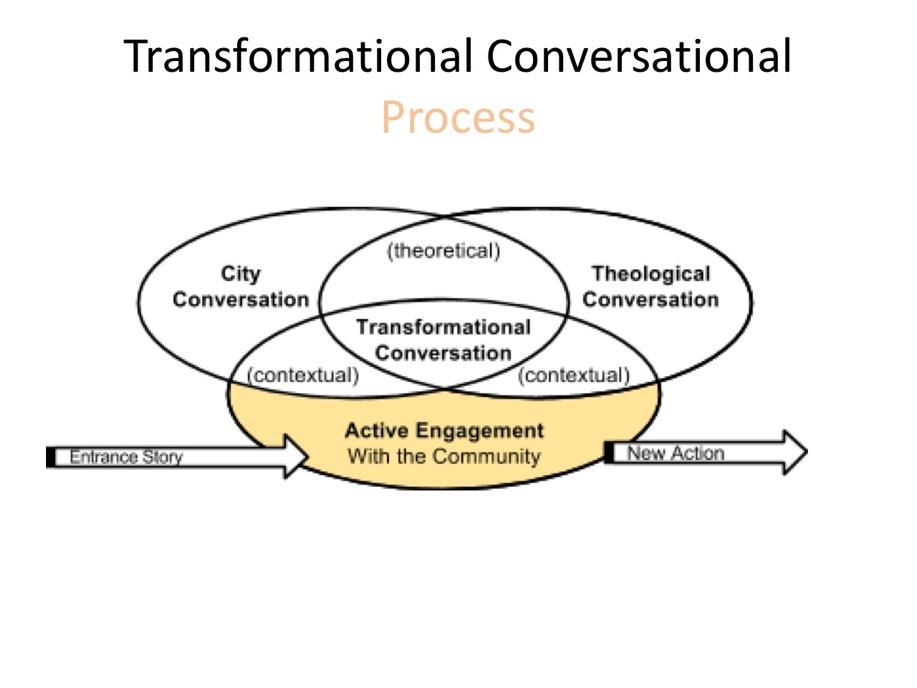 Transformational Conversational
Process
(theoretical)
City
Conversation
Theological
Conversation
Transformational
Conversation
(contextual)
(contextual)
Active Engagement
With the Community
Entrance Story
New Action